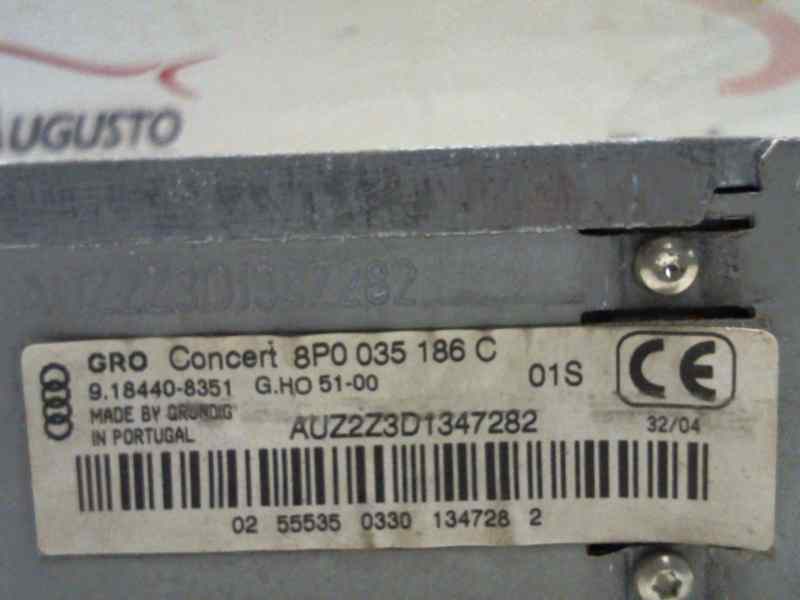 AUGUSTO
AUZ2Z3D1347282
GRO Concert 8P0 035 186 C
9.18440-8351 G.HO 51-00
01S
CE
MADE BY GRUNDIG
IN PORTUGAL
AUZ2Z3D1347282
32/04
02 55535 0330 134728 2